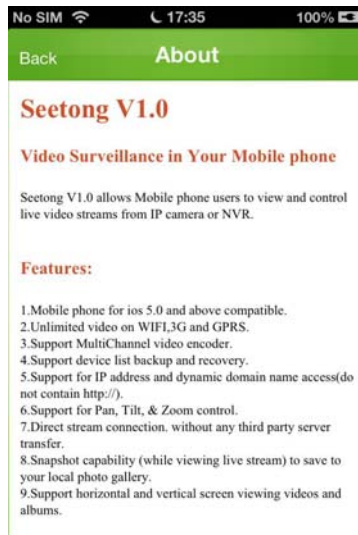 No SIM 17:35 100%
Back About
Seetong V1.0
Video Surveillance in Your Mobile phone
Seetong V1.0 allows Mobile phone users to view and control
live video streams from IP camera or NVR.
Features:
1.Mobile phone for ios 5.0 and above compatible.
2.Unlimited video on WIFI,3G and GPRS.
3.Support MultiChannel video encoder.
4.Support device list backup and recovery.
5.Support for IP address and dynamic domain name access(do
not contain http://).
6.Support for Pan, Tilt, & Zoom control.
7.Direct stream connection. without any third party server
transfer.
8.Snapshot capability (while viewing live stream) to save to
your local photo gallery.
9.Support horizontal and vertical screen viewing videos and
albums.